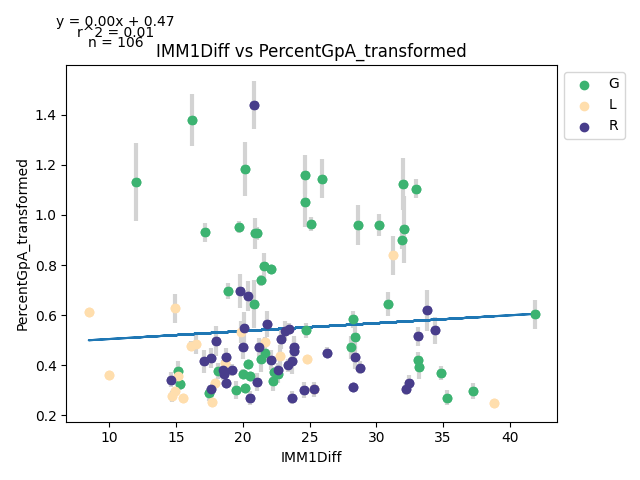 y = 0.00x + 0.47
r^2 = 0.01
n = 106
IMM1Diff vs PercentGpA_transformed
G
L
R
PercentGpA_transformed
1.4
1.2
1.0
0.8
0.6
0.4
0.2
10 15 20 25 30 35 40
IMM1Diff